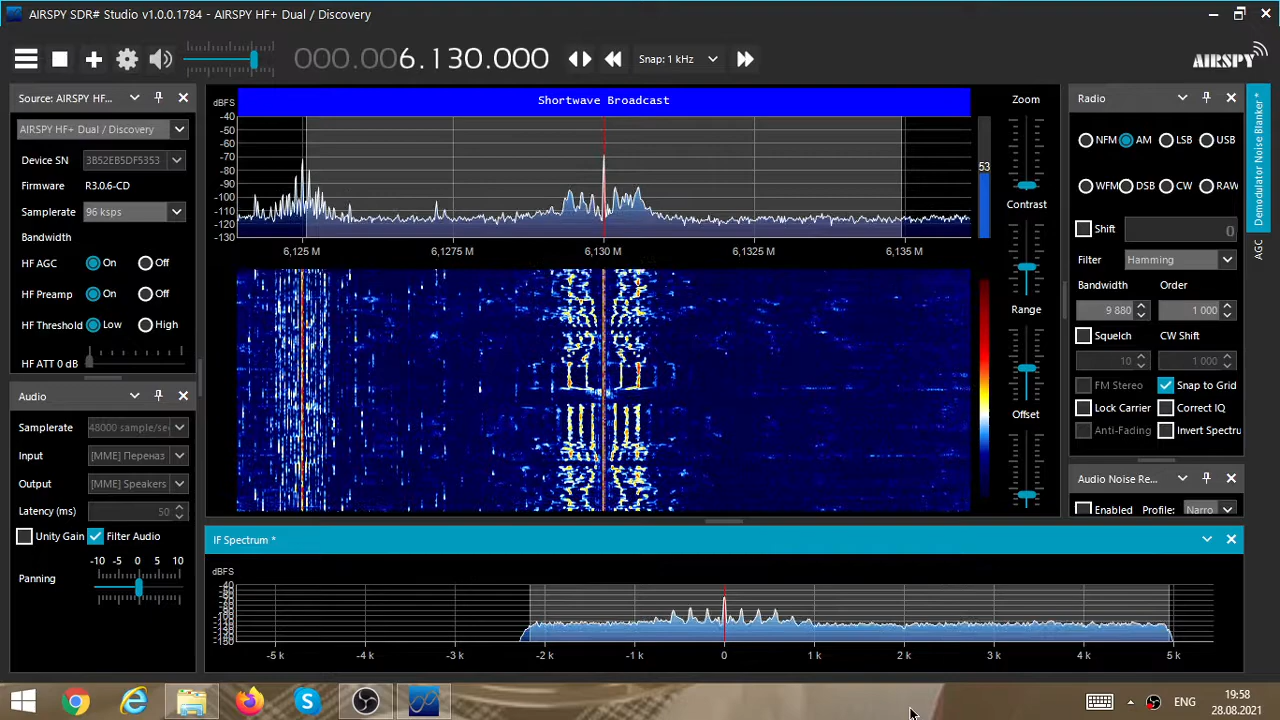 AIRSPY SDR# Studio v1.0.0.1784 - AIRSPY HF+ Dual / Discovery
000.006.130.000
Snap: 1 kHz
AIRSPY
Source: AIRSPY HF...
AIRSPY HF+ Dual / Discovery
Device SN 3B52EB5DF5953
Firmware R3.0.6-CD
Samplerate 96 ksps
Bandwidth
HF AGC On Off
HF Preamp On Off
HF Threshold Low High
HF ATT 0 dB
Audio
Samplerate 48000 sample/sec
Input [MME] Переназ
Output [MME] Speakers
Latency (ms) 50
Unity Gain Filter Audio
-10 -5 0 5 10
Panning
Shortwave Broadcast
dBFS
-40
-50
-60
-70
-80
-90
-100
-110
-120
-130
6,125 6,1275 M 6,130 M 6,1325 M 6,135 M
53
Zoom
Contrast
Range
Offset
IF Spectrum *
dBFS
-40
-5 k -4 k -3 k -2 k -1 k 0 1 k 2 k 3 k 4 k 5 k
Radio
NFM AM LSB USB
WFM DSB CW RAW
Shift 0
Filter Hamming
Bandwidth Order
9 880 1 000
Squelch CW Shift
10 1 000
FM Stereo Snap to Grid
Lock Carrier Correct IQ
Anti-Fading Invert Spectru
Audio Noise Re...
Enabled Profile: Narro
Demodulator Noise Blanker *
AGC
ENG
19:58
28.08.2021